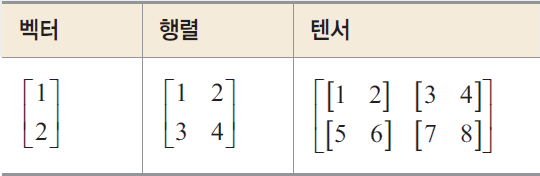 벡터 행렬 텐서
[1 [1 2 [[1 2] [3 4]
2] 3 4] [5 6] [7 8]]